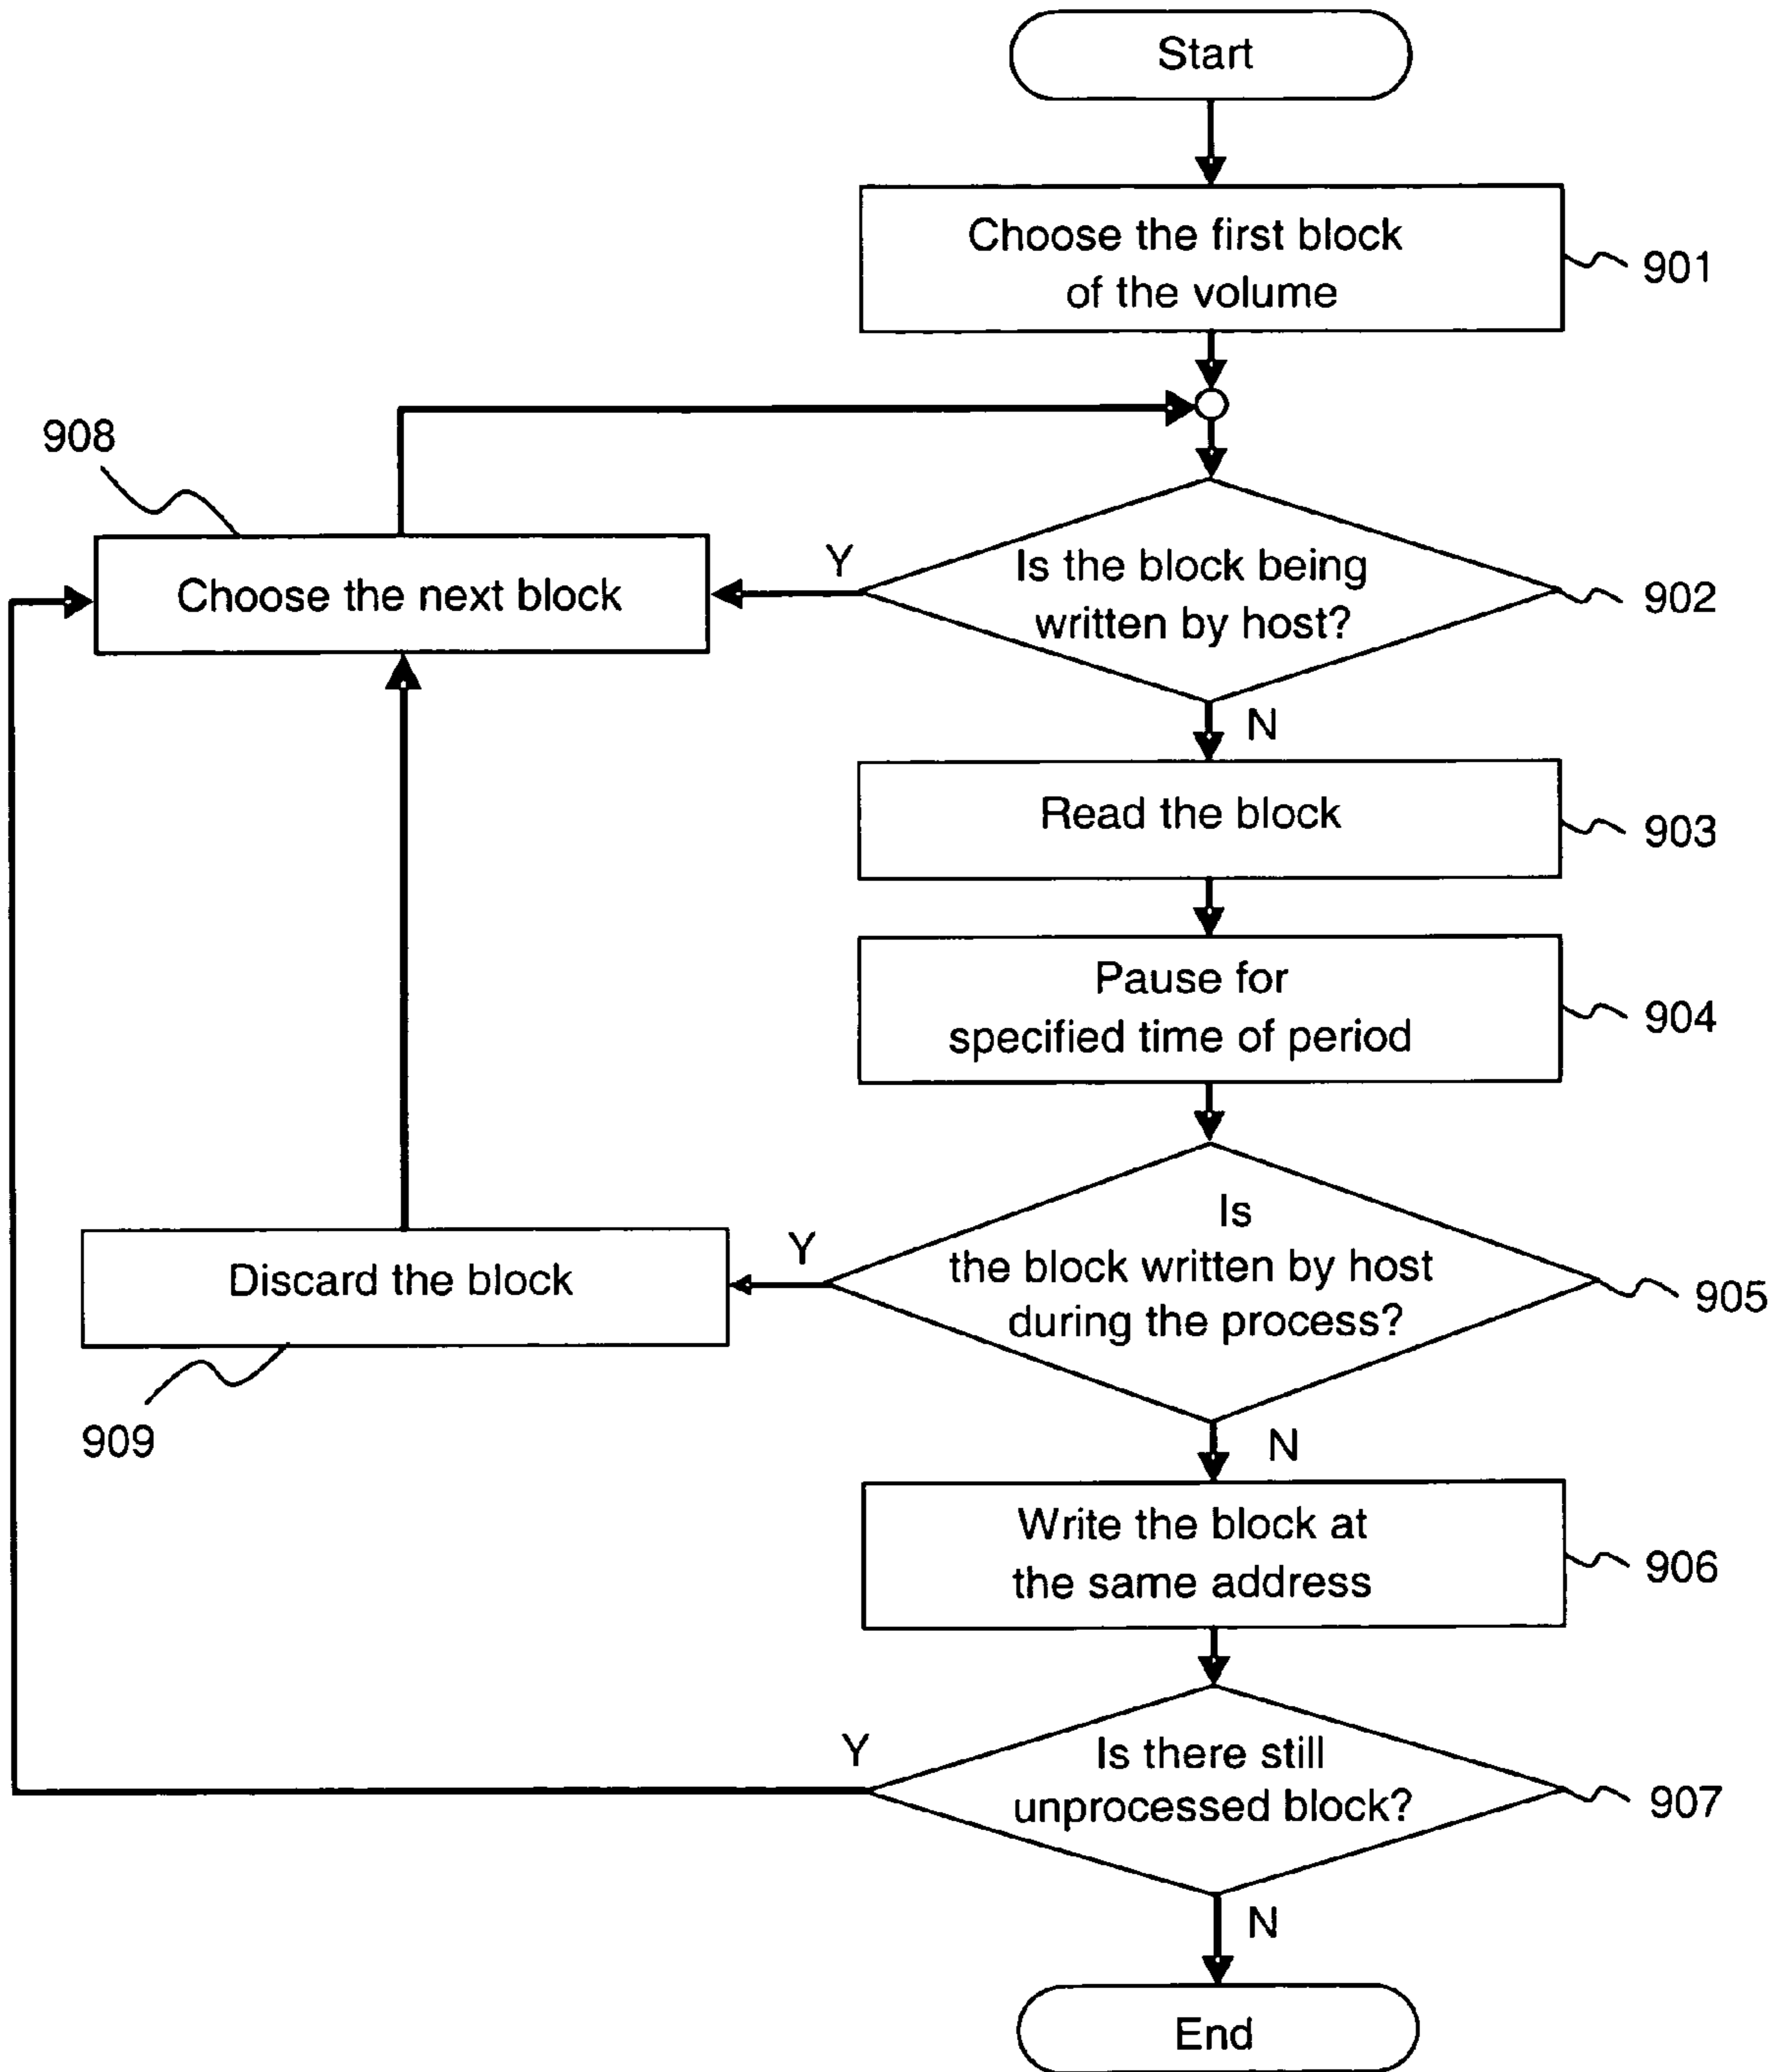 Start
Choose the first block
of the volume
901
908
Choose the next block
Y
Is the block being
written by host?
902
N
Read the block
903
Pause for
specified time of period
904
Discard the block
909
Y
Is
the block written by host
during the process?
905
N
Write the block at
the same address
906
Y
Is there still
unprocessed block?
907
N
End